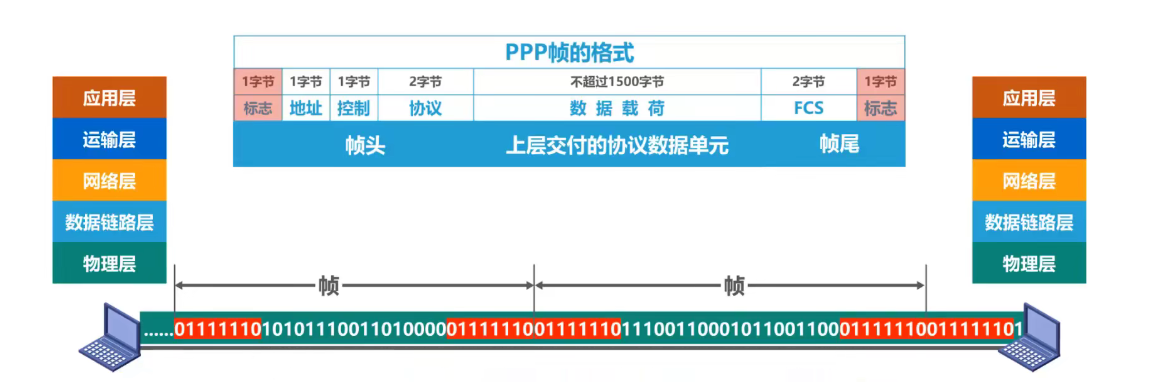 PPP帧的格式
1字节 1字节 1字节 2字节 不超过1500字节 2字节 1字节
标志 地址 控制 协议 数据载荷 FCS 标志
帧头 上层交付的协议数据单元 帧尾
应用层
运输层
网络层
数据链路层
物理层
应用层
运输层
网络层
数据链路层
物理层
帧 帧
......011111101010111001101000001111110011111101110011000101100110001111110011111101